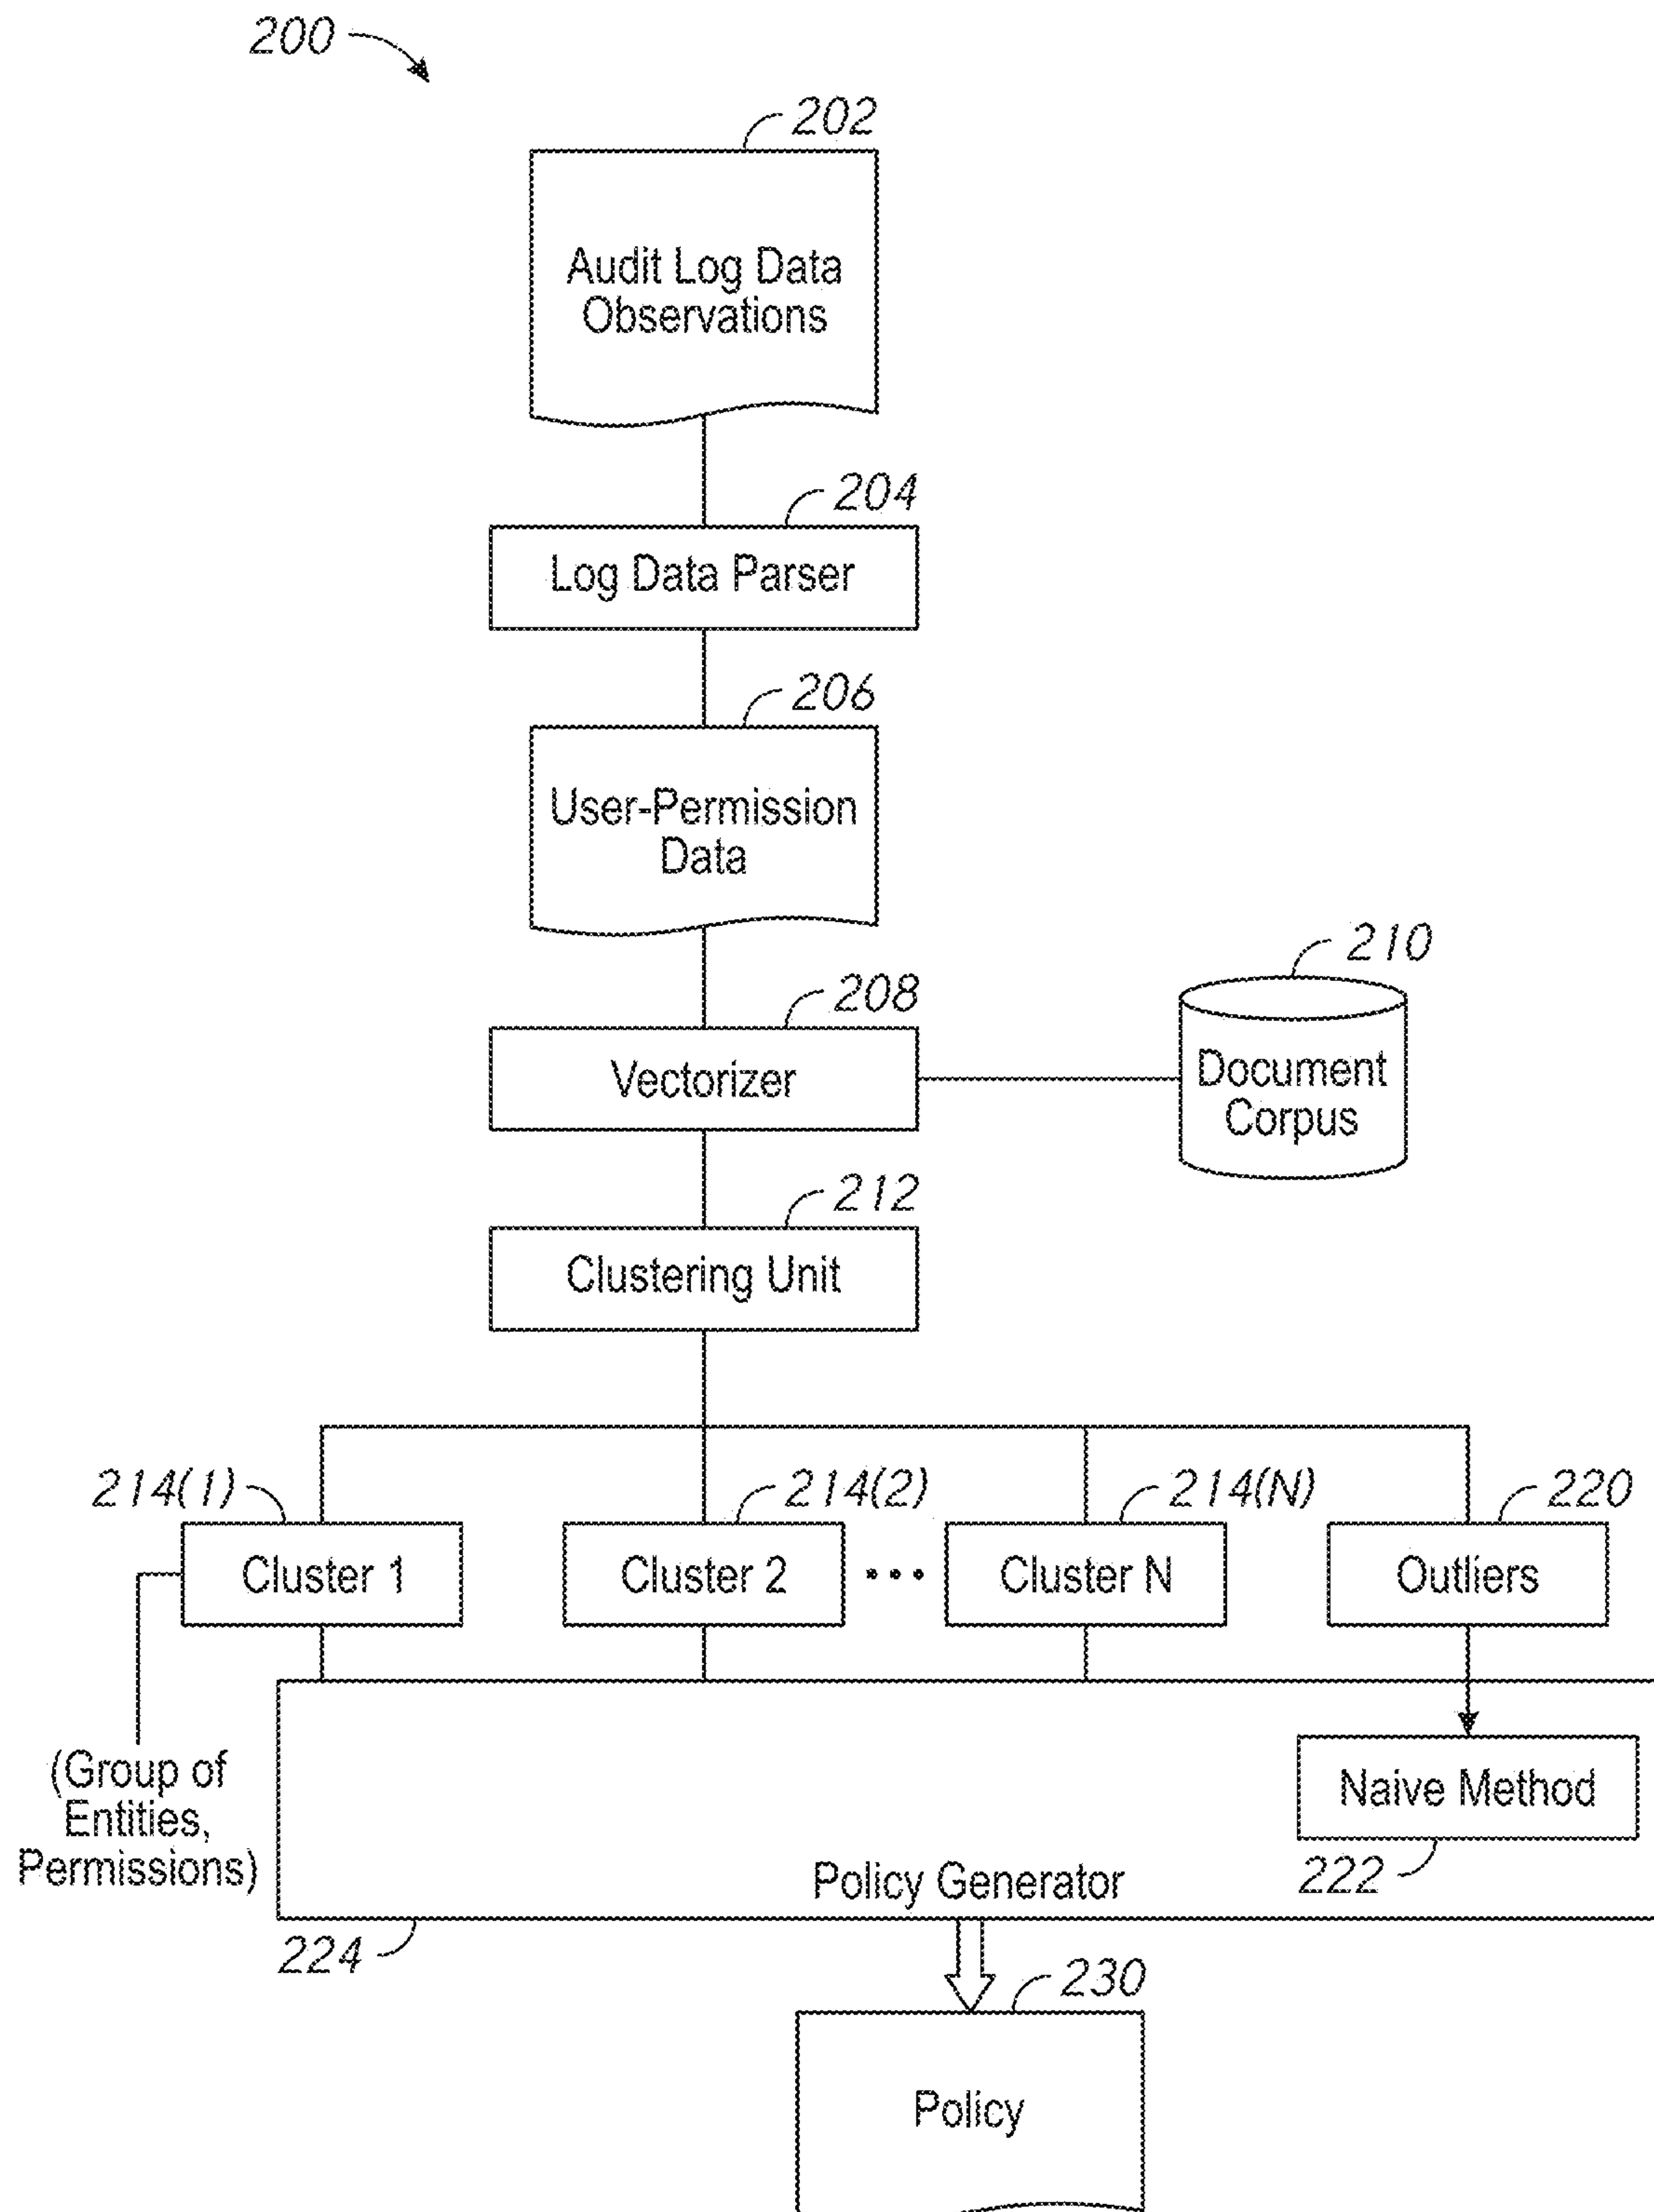 200
202
Audit Log Data
Observations
204
Log Data Parser
206
User-Permission
Data
210
208
Vectorizer
Document
Corpus
212
Clustering Unit
214(1)
214(2)
214(N)
220
Cluster 1
Cluster 2
• • •
Cluster N
Outliers
(Group of
Entities,
Permissions)
Naive Method
222
Policy Generator
224
230
Policy